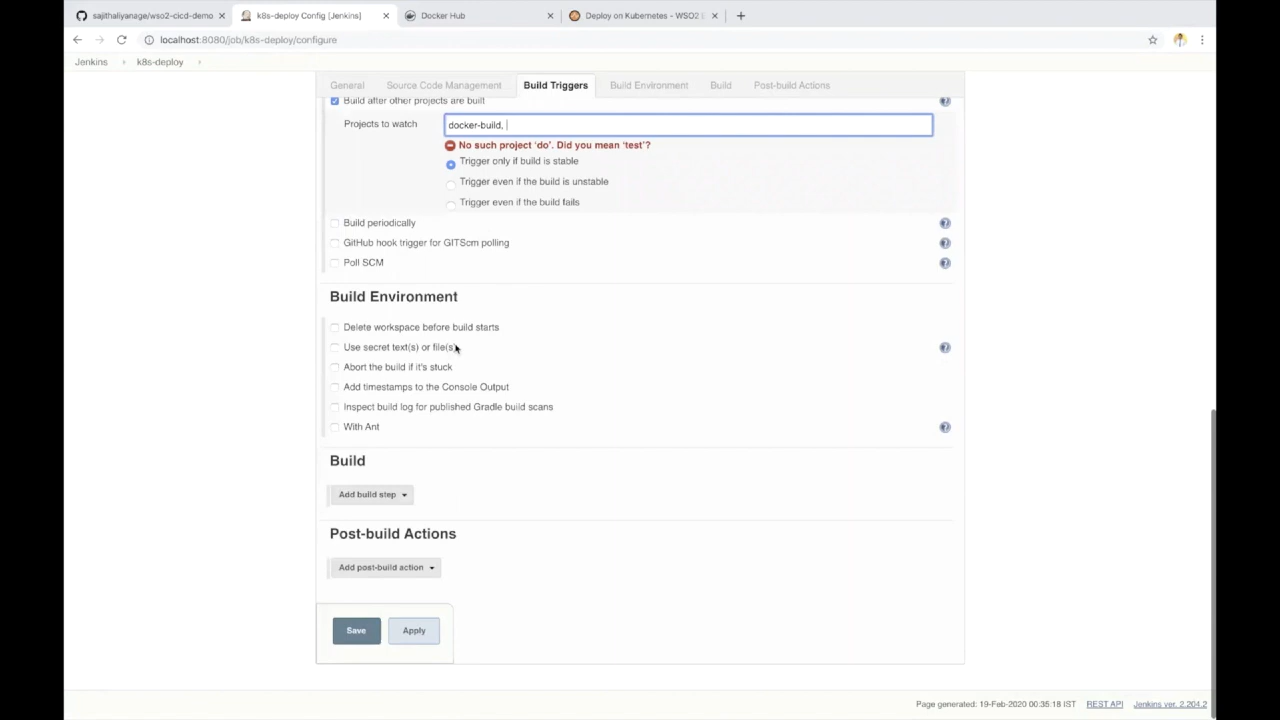 sajithaliyanage/wso2-cicd-demo
k8s-deploy Config [Jenkins]
Docker Hub
Deploy on Kubernetes - WSO2 E
localhost:8080/job/k8s-deploy/configure
Jenkins
k8s-deploy
General
Source Code Management
Build Triggers
Build Environment
Build
Post-build Actions
Build after other projects are built
Projects to watch
docker-build,
No such project ‘do’. Did you mean ‘test’?
Trigger only if build is stable
Trigger even if the build is unstable
Trigger even if the build fails
Build periodically
GitHub hook trigger for GITScm polling
Poll SCM
Build Environment
Delete workspace before build starts
Use secret text(s) or file(s)
Abort the build if it's stuck
Add timestamps to the Console Output
Inspect build log for published Gradle build scans
With Ant
Build
Add build step
Post-build Actions
Add post-build action
Save
Apply
Page generated: 19-Feb-2020 00:35:18 IST
REST API
Jenkins ver. 2.204.2